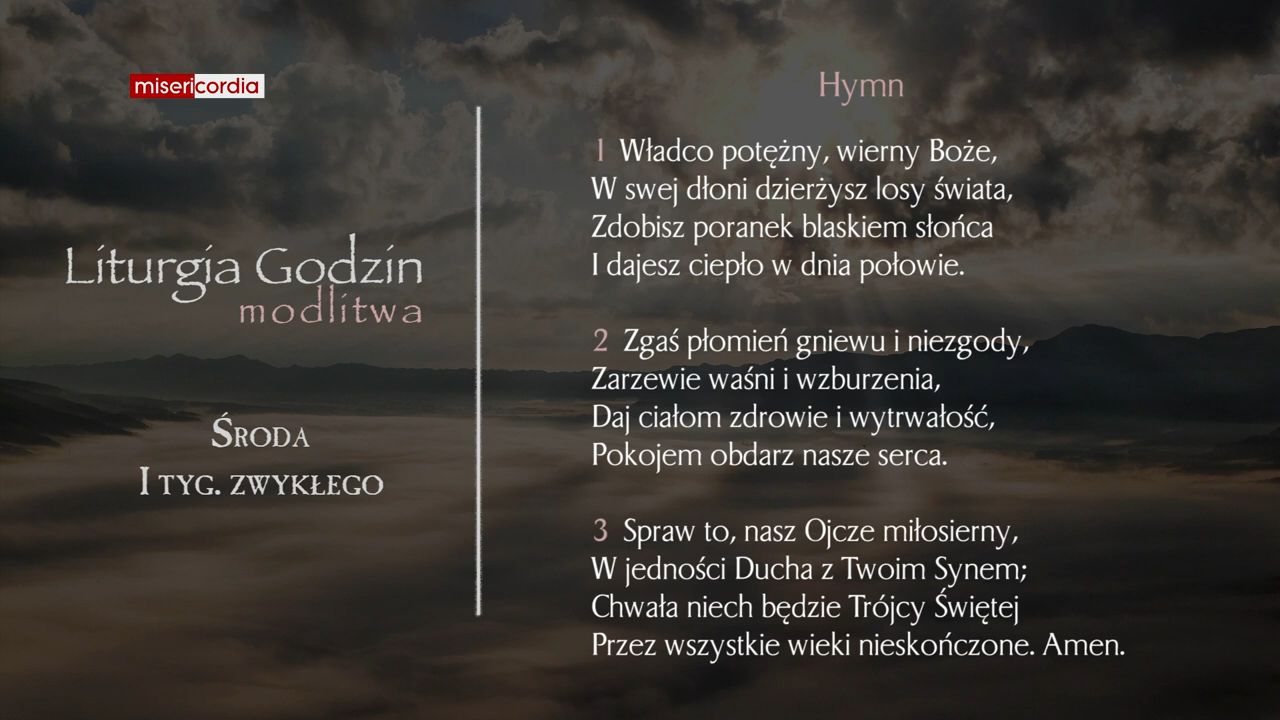 misericordia
Liturgia Godzin
modlitwa
Środa
I tyg. zwykłego
Hymn
1 Władco potężny, wierny Boże,
W swej dłoni dzierżysz losy świata,
Zdobisz poranek blaskiem słońca
I dajesz ciepło w dnia połowie.
2 Zgaś płomień gniewu i niezgody,
Zarzewie waśni i wzburzenia,
Daj ciałom zdrowie i wytrwałość,
Pokojem obdarz nasze serca.
3 Spraw to, nasz Ojcze miłosierny,
W jedności Ducha z Twoim Synem;
Chwała niech będzie Trójcy Świętej
Przez wszystkie wieki nieskończone. Amen.